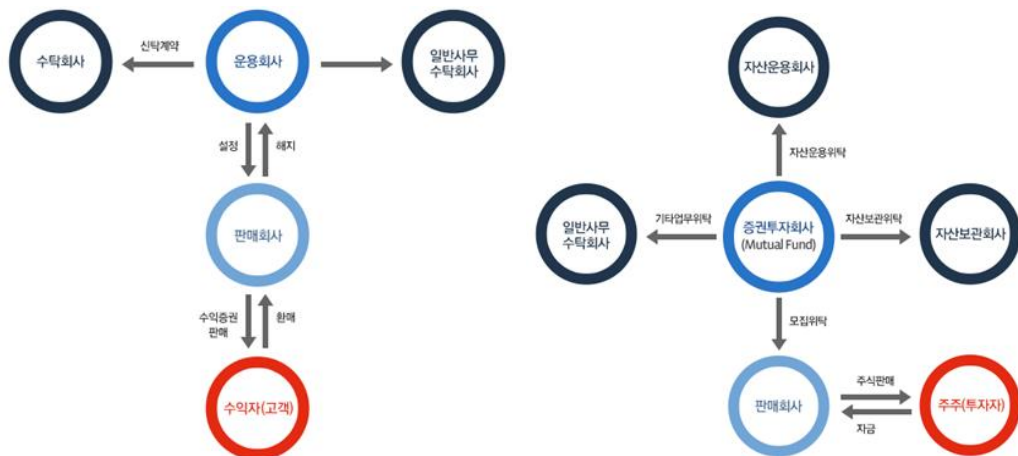 수탁회사
신탁계약
운용회사
일반사무
수탁회사
설정
해지
판매회사
수익증권
판매
환매
수익자(고객)
자산운용회사
자산운용위탁
일반사무
수탁회사
기타업무위탁
증권투자회사
(Mutual Fund)
자산보관위탁
자산보관회사
모집위탁
판매회사
주식판매
자금
주주(투자자)